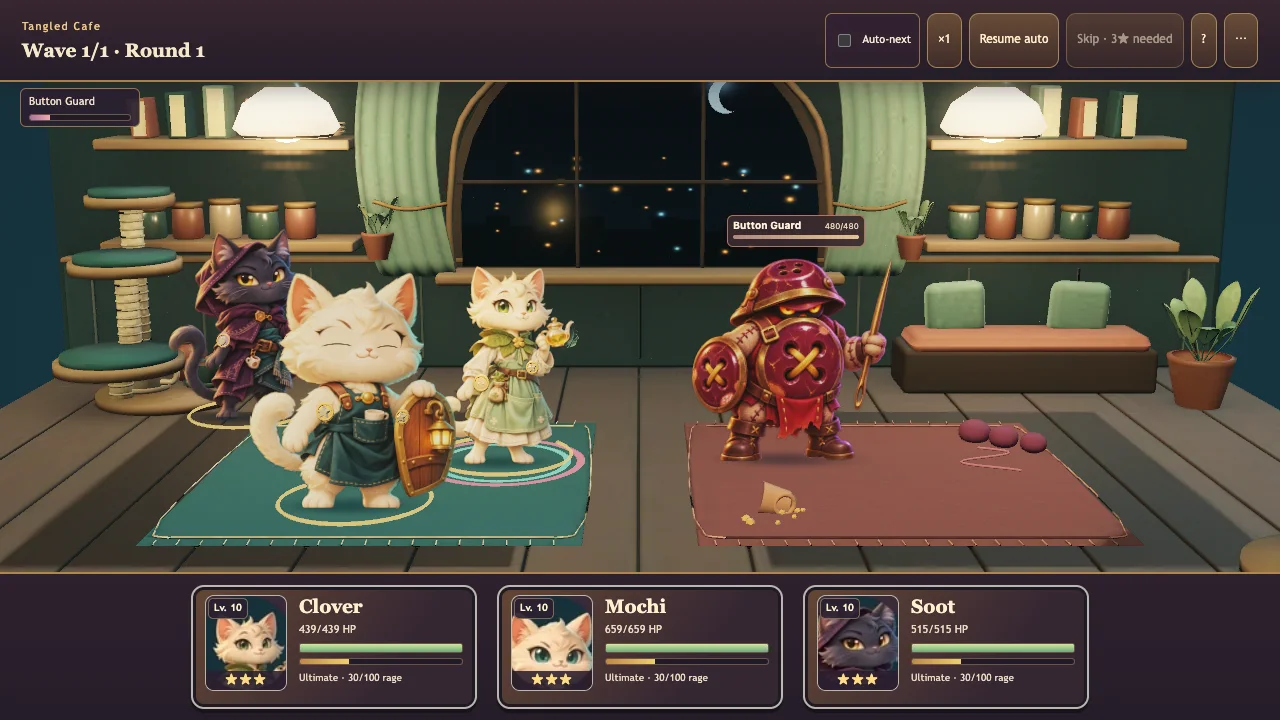 Tangled Cafe
Wave 1/1 · Round 1
Auto-next
×1
Resume auto
Skip · 3★ needed
?
...
Button Guard
Button Guard 480/480
Lv. 10
Clover
439/439 HP
Ultimate · 30/100 rage
Lv. 10
Mochi
659/659 HP
Ultimate · 30/100 rage
Lv. 10
Soot
515/515 HP
Ultimate · 30/100 rage